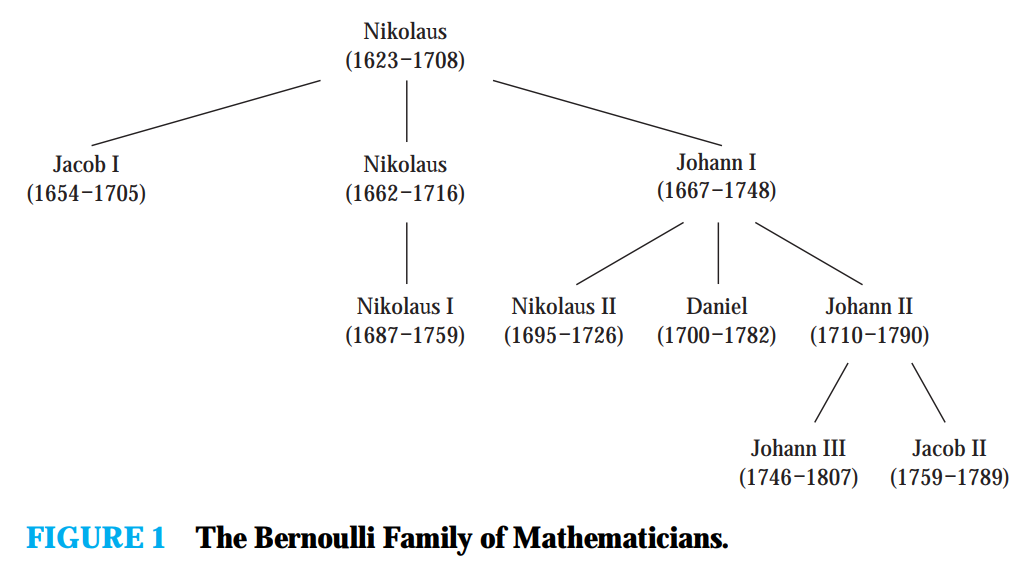 Nikolaus
(1623−1708)
Jacob I
(1654−1705)
Nikolaus
(1662−1716)
Johann I
(1667−1748)
Nikolaus I
(1687−1759)
Nikolaus II
(1695−1726)
Daniel
(1700−1782)
Johann II
(1710−1790)
Johann III
(1746−1807)
Jacob II
(1759−1789)
FIGURE 1 The Bernoulli Family of Mathematicians.